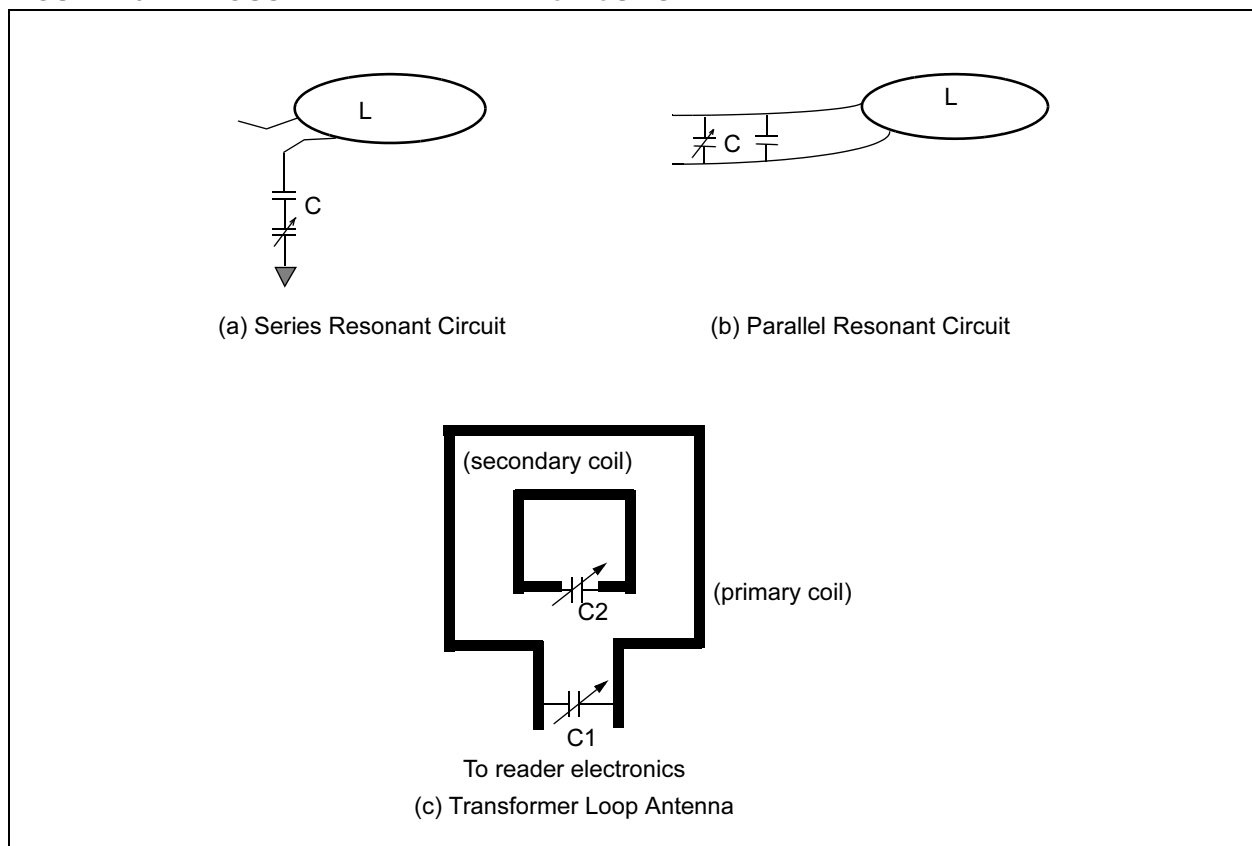 L
C
(a) Series Resonant Circuit
L
C
(b) Parallel Resonant Circuit
(secondary coil)
C2
(primary coil)
C1
To reader electronics
(c) Transformer Loop Antenna